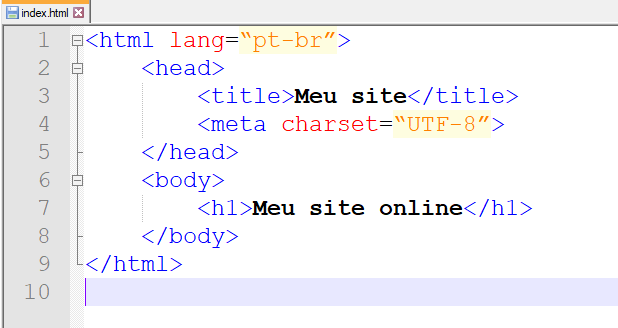 index.html
1 <html lang=“pt-br”>
2 <head>
3 <title>Meu site</title>
4 <meta charset=“UTF-8”>
5 </head>
6 <body>
7 <h1>Meu site online</h1>
8 </body>
9 </html>
10